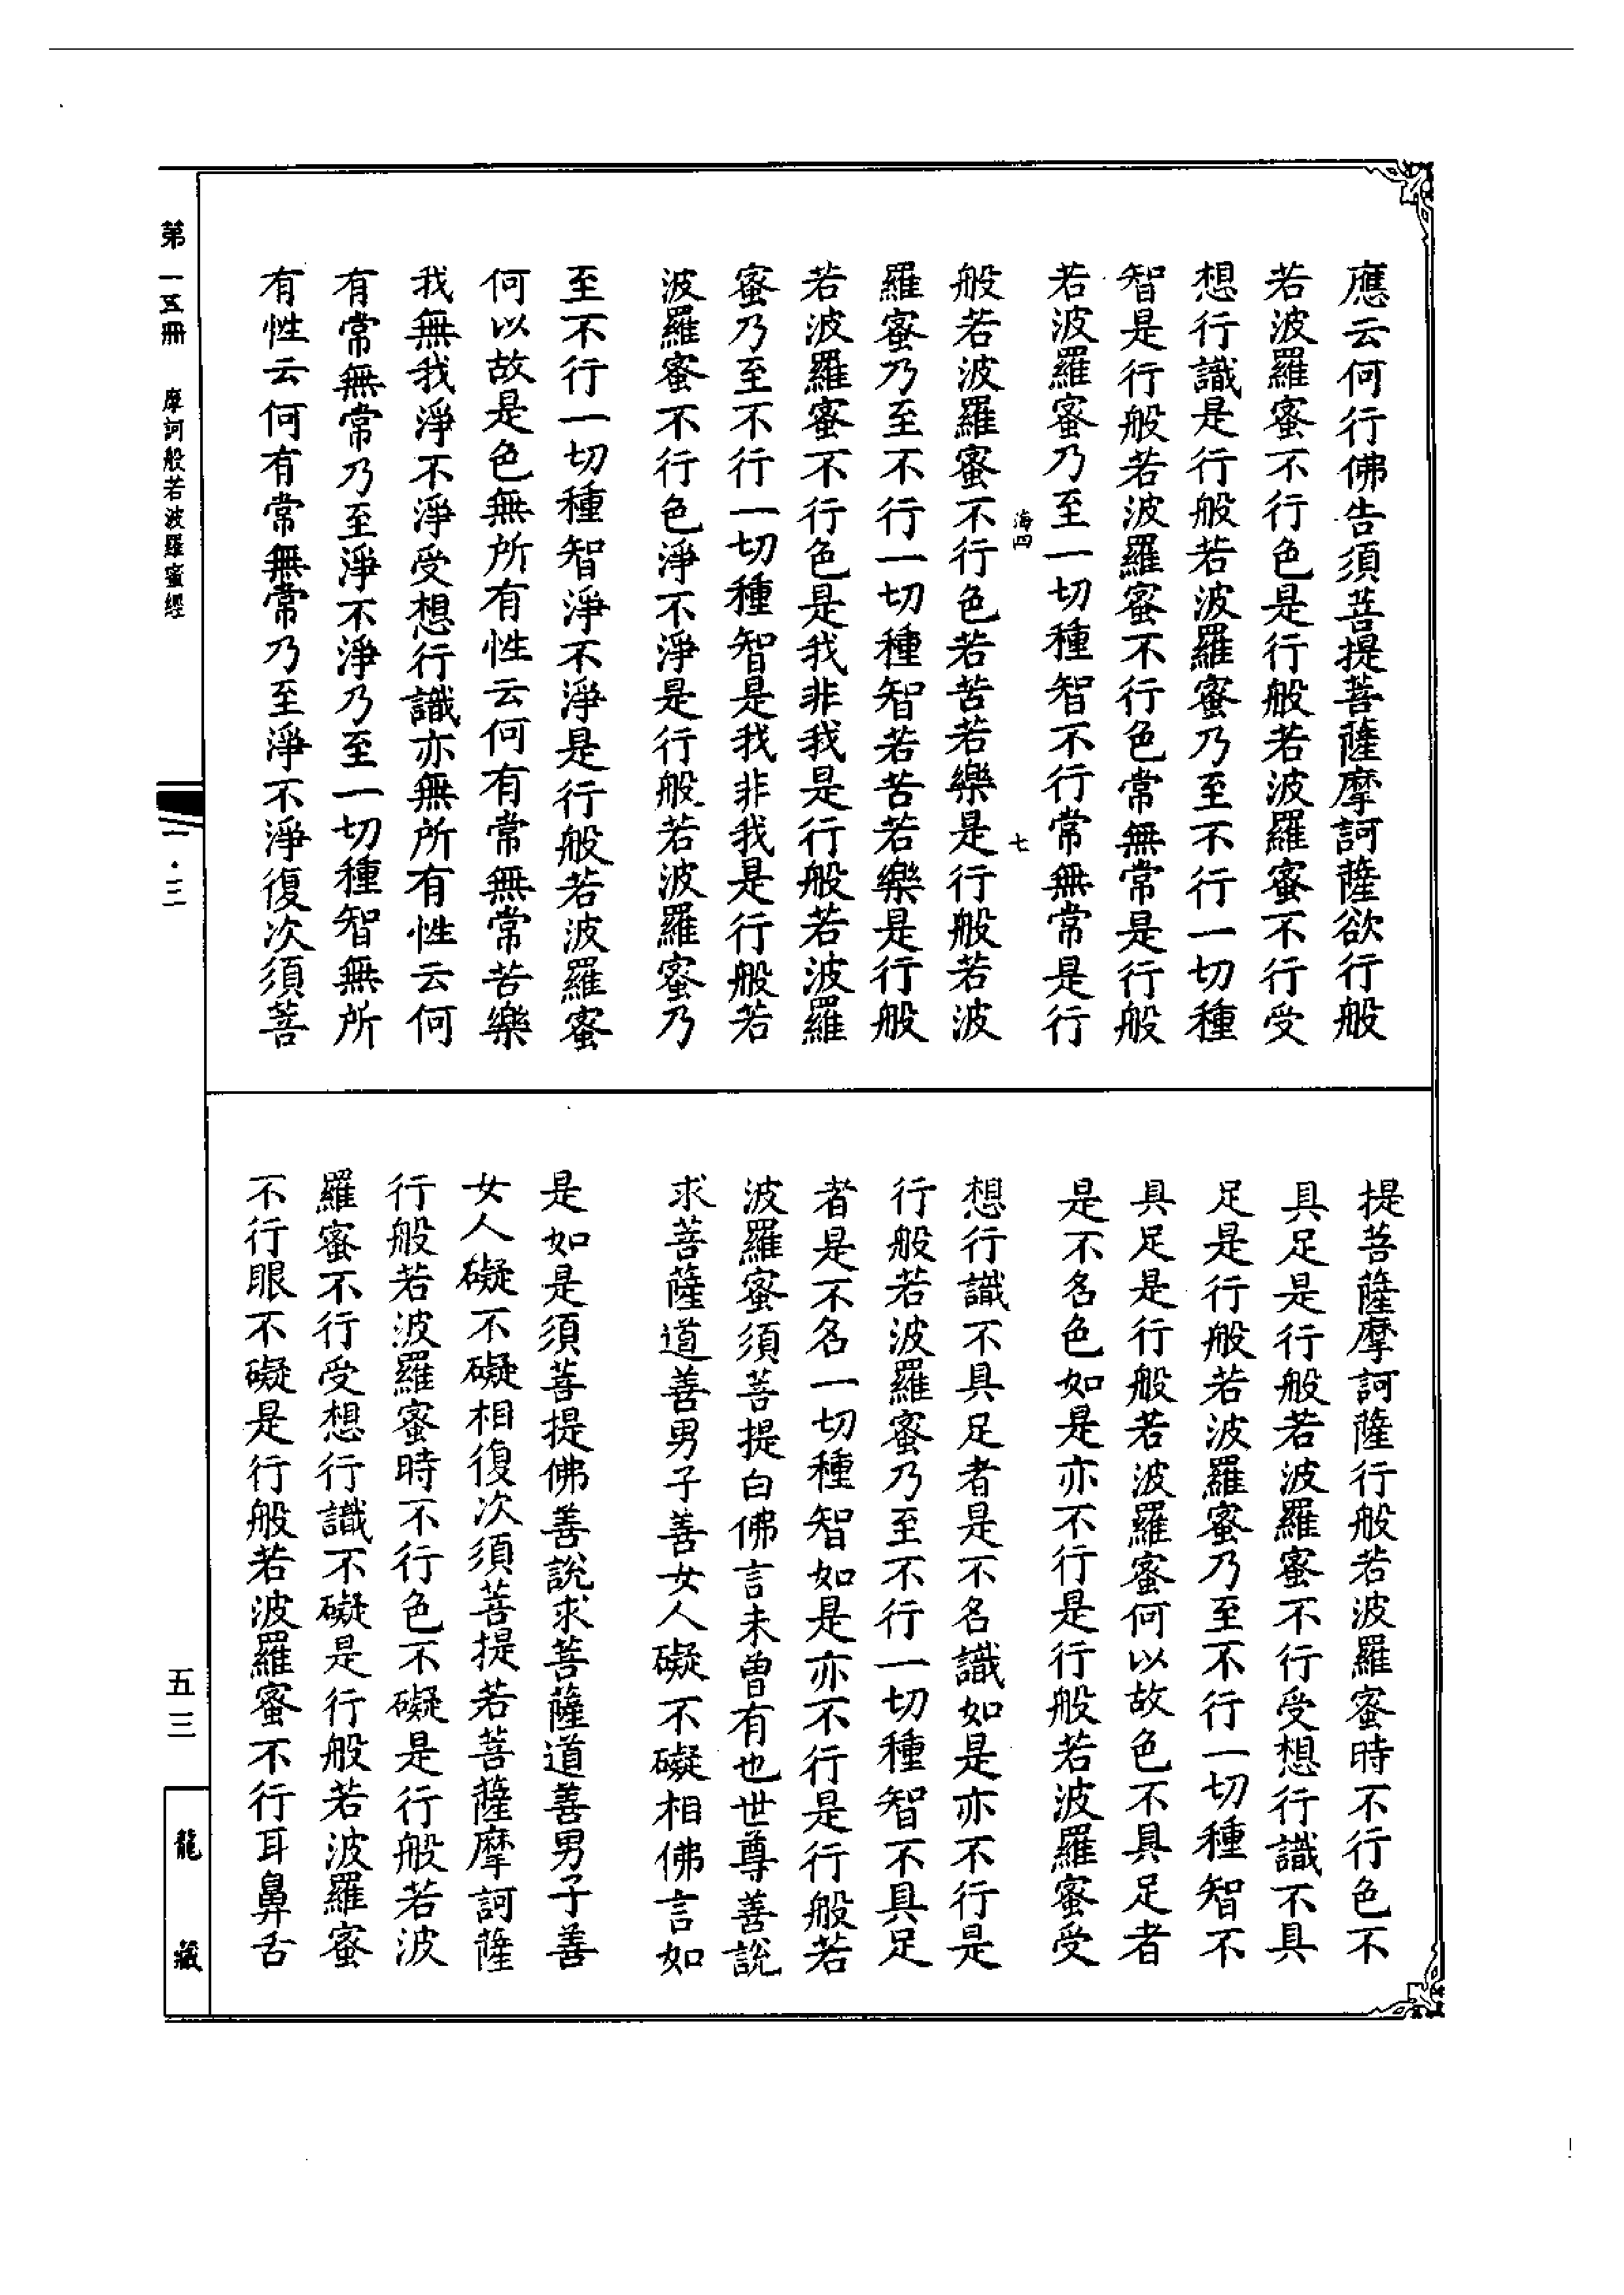 應云何行佛告須菩提菩薩摩訶薩欲行般
若波羅蜜不行色是行般若波羅蜜不行受
想行識是行般若波羅蜜乃至不行一切種
智是行般若波羅蜜不行色常無常是行般
若波羅蜜乃至一切種智不行常無常是行
海四 七
般若波羅蜜不行色若苦若樂是行般若波
羅蜜乃至不行一切種智若苦若樂是行般
若波羅蜜不行色是我非我是行般若波羅
蜜乃至不行一切種智是我非我是行般若
波羅蜜不行色淨不淨是行般若波羅蜜乃
至不行一切種智淨不淨是行般若波羅蜜
何以故是色無所有性云何有常無常苦樂
我無我淨不淨受想行識亦無所有性云何
有常無常乃至淨不淨乃至一切種智無所
有性云何有常無常乃至淨不淨復次須菩
提菩薩摩訶薩行般若波羅蜜時不行色不
具足是行般若波羅蜜不行受想行識不具
足是行般若波羅蜜乃至不行一切種智不
具足是行般若波羅蜜何以故色不具足者
是不名色如是亦不行是行般若波羅蜜受
想行識不具足者是不名識如是亦不行是
行般若波羅蜜乃至不行一切種智不具足
者是不名一切種智如是亦不行是行般若
波羅蜜須菩提白佛言未曾有也世尊善說
求菩薩道善男子善女人礙不礙相佛言如
是如是須菩提佛善說求菩薩道善男子善
女人礙不礙相復次須菩提若菩薩摩訶薩
行般若波羅蜜時不行色不礙是行般若波
羅蜜不行受想行識不礙是行般若波羅蜜
不行眼不礙是行般若波羅蜜不行耳鼻舌
第一五冊 摩訶般若波羅蜜經
一·三
五三
龍藏